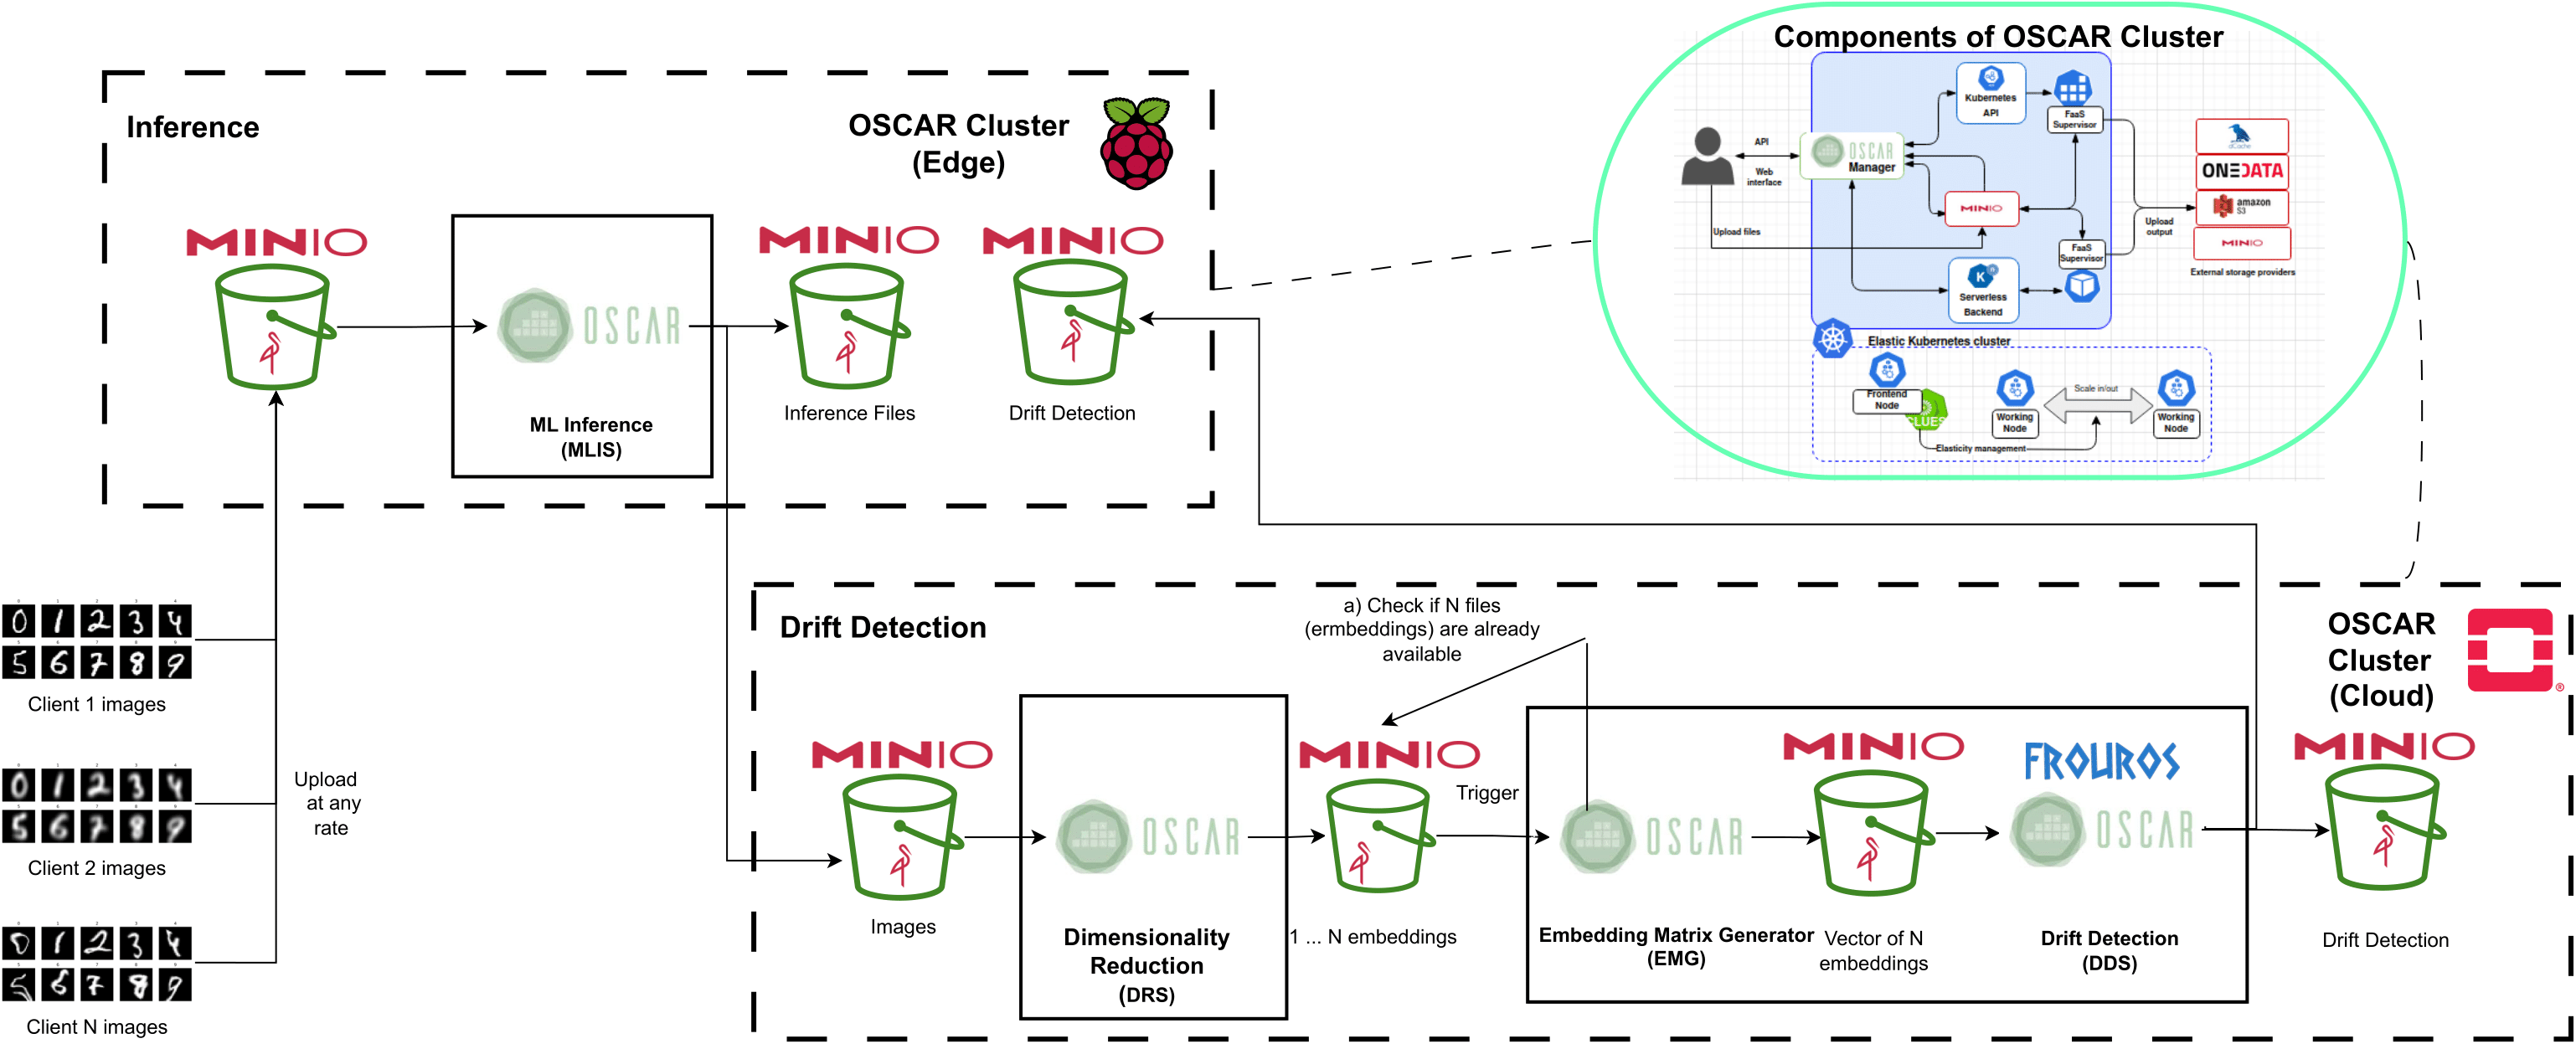 Components of OSCAR Cluster
Kubernetes
API
FaaS
Supervisor
API
Web
interface
OSCAR
Manager
dCache
ONEDATA
amazon
S3
MINIO
MINIO
Upload files
Upload
output
FaaS
Supervisor
External storage providers
Serverless
Backend
Elastic Kubernetes cluster
Frontend
Node
CLUES
Working
Node
Scale in/out
Working
Node
Elasticity management
Inference
OSCAR Cluster
(Edge)
MINIO
MINIO
MINIO
OSCAR
ML Inference
(MLIS)
Inference Files
Drift Detection
Client 1 images
Client 2 images
Client N images
Upload
at any
rate
Drift Detection
a) Check if N files
(ermbeddings) are already
available
OSCAR
Cluster
(Cloud)
®
MINIO
MINIO
MINIO
FROUROS
MINIO
Trigger
OSCAR
OSCAR
OSCAR
Images
Dimensionality
Reduction
(DRS)
1 ... N embeddings
Embedding Matrix Generator
(EMG)
Vector of N
embeddings
Drift Detection
(DDS)
Drift Detection